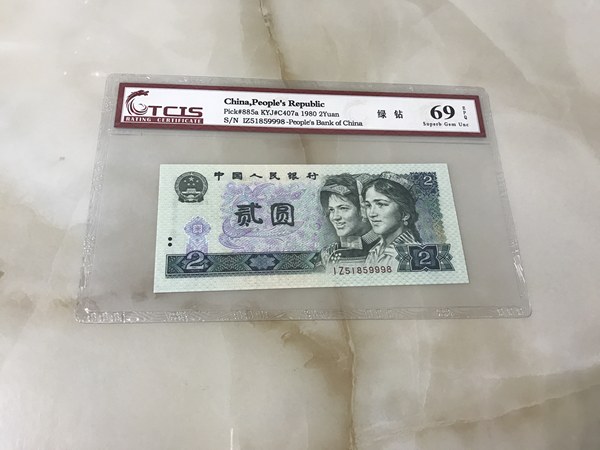 TCIS
RATING CERTIFICATE
China,People's Republic
Pick#885a KYJ#C407a 1980 2Yuan
S/N IZ51859998-People's Bank of China
绿 钻
69 EPQ
Superb Gem Unc
中国人民银行
贰圆
2
2
2
IZ51859998